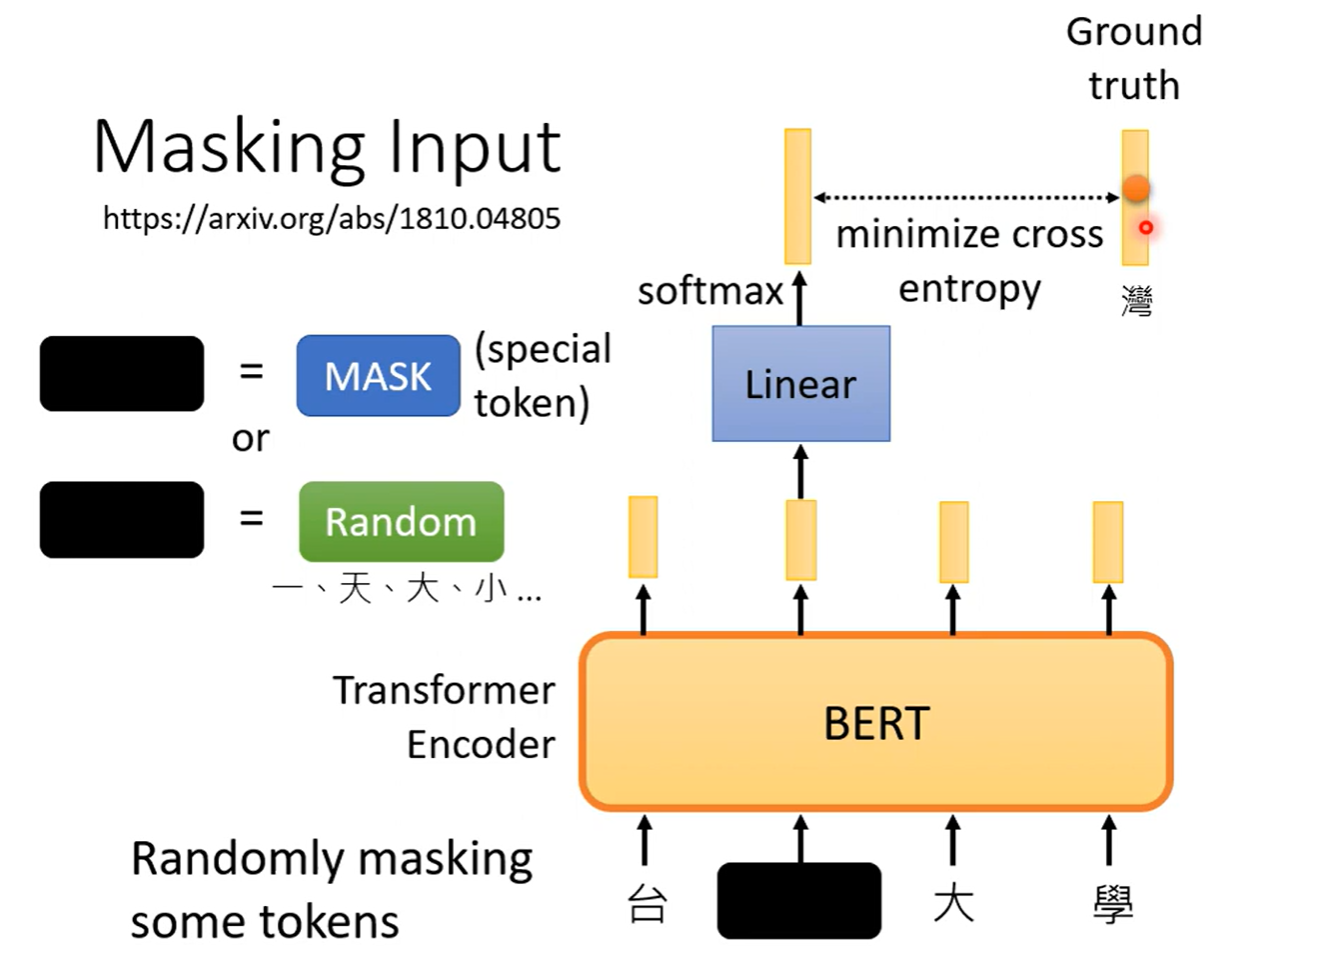 Masking Input
https://arxiv.org/abs/1810.04805
Ground
truth
minimize cross
entropy
灣
softmax
Linear
=
MASK
(special
token)
or
=
Random
一、天、大、小 ...
Transformer
Encoder
BERT
Randomly masking
some tokens
台 大 學